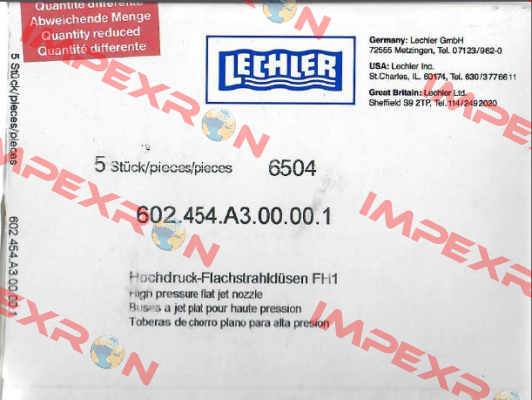 Quantité différente
Abweichende Menge
Quantity reduced
Quantité différente
LECHLER
Germany: Lechler GmbH
72555 Metzingen, Tel. 07123/962-0
USA: Lechler Inc.
St.Charles, IL. 60174, Tel. 630/3776611
Great Britain: Lechler Ltd.
Sheffield S9 2TP, Tel. 114/2492020
5 Stück/pieces/pieces 6504
602.454.A3.00.00.1
Hochdruck-Flachstrahldüsen FH1
High pressure flat jet nozzle
Buses a jet plat pour haute pression
Toberas de chorro plano para alta presion
5 Stück/pieces/pieces 602.454.A3.00.00.1
IMPEXRON
IMPEXRON
IMPEXRON
IMPEXRON
IMPEXRON
IMPEXRON